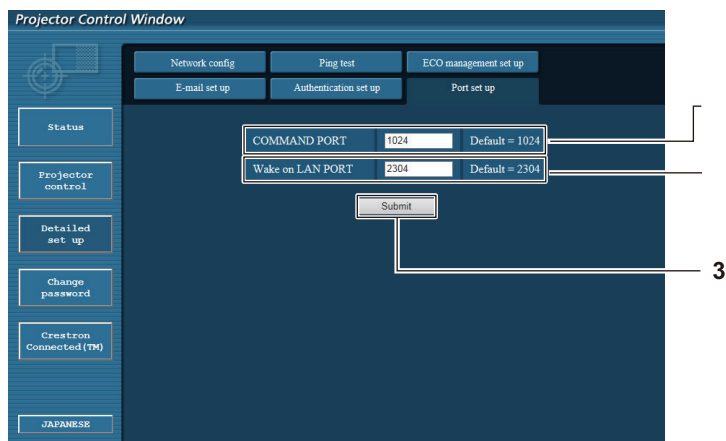 Projector Control Window
Network config
Ping test
ECO management set up
E-mail set up
Authentication set up
Port set up
Status
Projector
control
Detailed
set up
Change
password
Crestron
Connected(TM)
JAPANESE
COMMAND PORT 1024 Default = 1024
Wake on LAN PORT 2304 Default = 2304
Submit
3